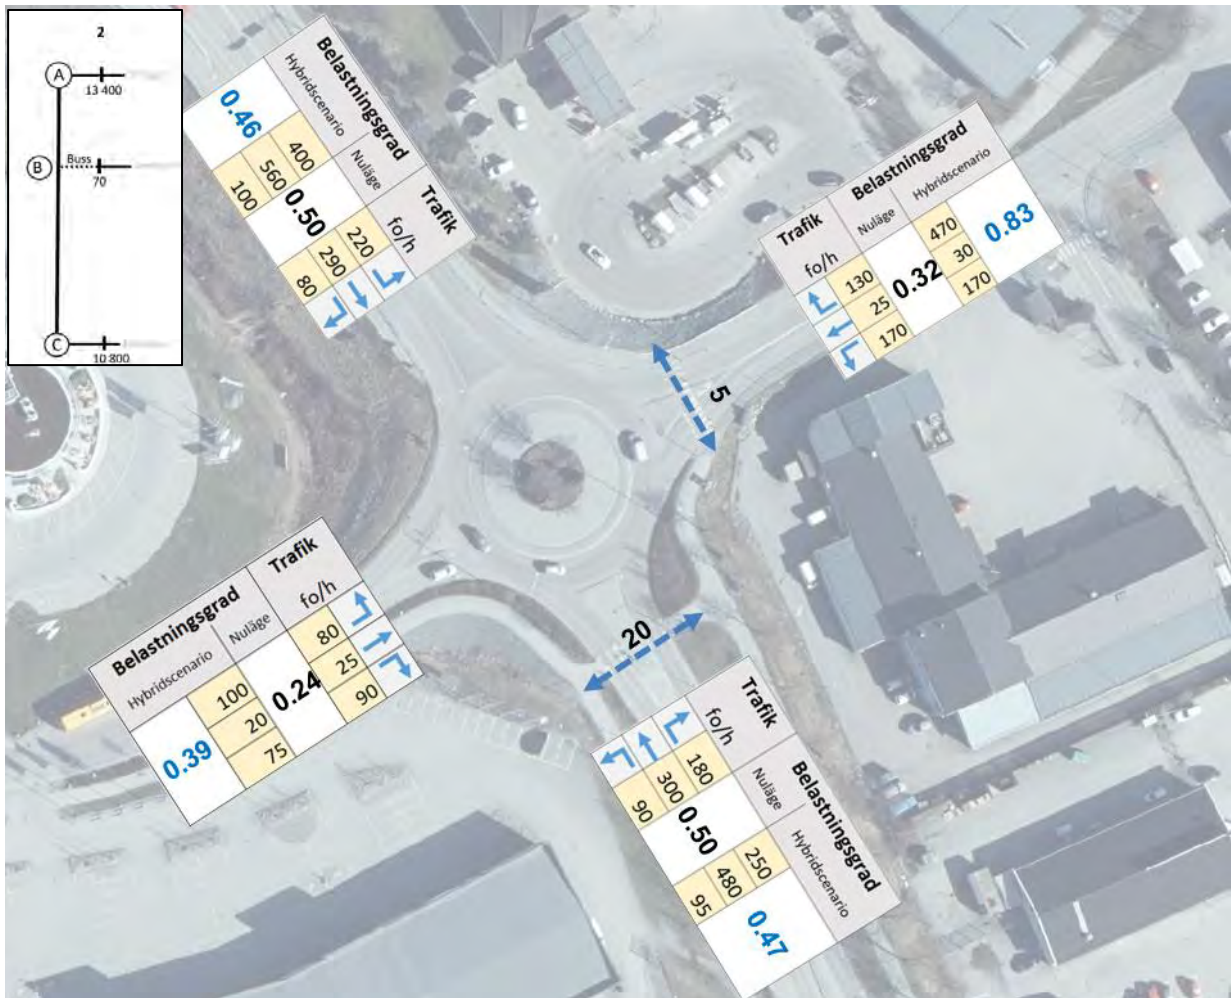 2
A
13 400
B
Buss
70
C
10 800
Belastningsgrad
Trafik
Hybridscenario
Nuläge
fo/h
0.46
400
560
100
0.50
220
290
80
Trafik
Belastningsgrad
fo/h
Nuläge
Hybridscenario
130
25
170
0.32
470
30
170
0.83
5
Belastningsgrad
Trafik
Hybridscenario
Nuläge
fo/h
0.39
100
20
75
0.24
80
25
90
20
Trafik
Belastningsgrad
fo/h
Nuläge
Hybridscenario
90
300
180
0.50
95
480
250
0.47